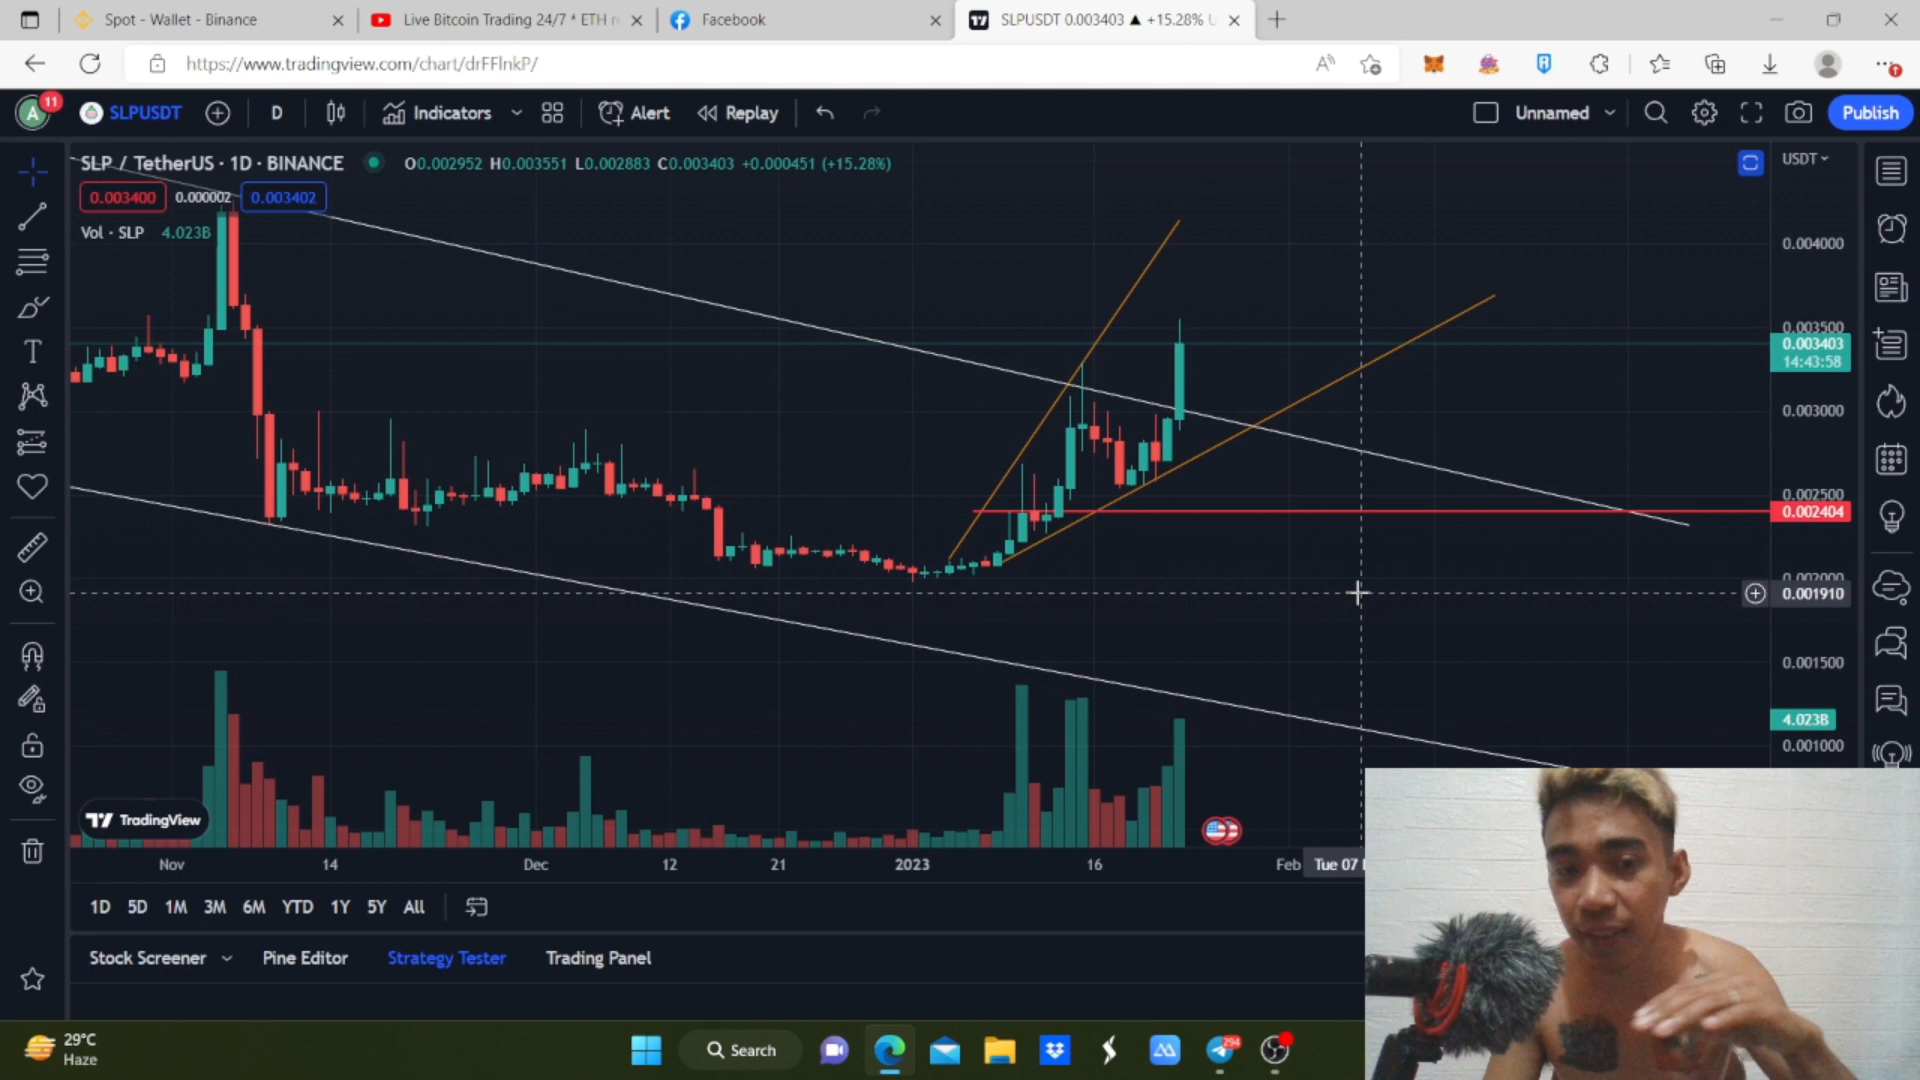 Spot - Wallet - Binance
Live Bitcoin Trading 24/7 * ETH
Facebook
SLPUSDT 0.003403 ▲ +15.28% U
https://www.tradingview.com/chart/drFFlnkP/
A 11 SLPUSDT D Indicators Alert Replay Unnamed Publish
SLP / TetherUS · 1D · BINANCE O0.002952 H0.003551 L0.002883 C0.003403 +0.000451 (+15.28%)
USDT
0.003400 0.000002 0.003402
Vol · SLP 4.023B
0.004000
0.003500
0.003403
14:43:58
0.003000
0.002500
0.002404
0.002000
0.001910
0.001500
4.023B
0.001000
TradingView
Nov 14 Dec 12 21 2023 16 Feb Tue 07
1D 5D 1M 3M 6M YTD 1Y 5Y All
Stock Screener Pine Editor Strategy Tester Trading Panel
29°C
Haze
Search
294